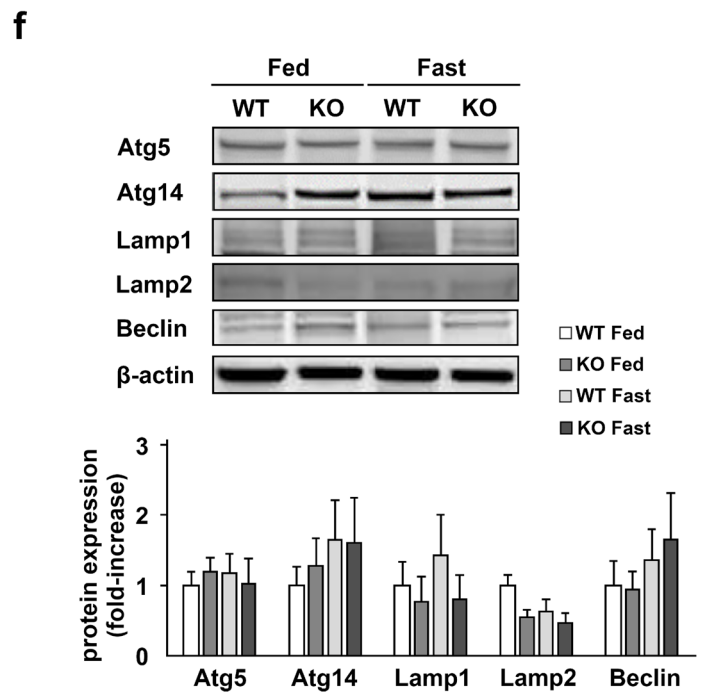 f
Fed Fast
WT KO WT KO
Atg5
Atg14
Lamp1
Lamp2
Beclin
β-actin
WT Fed
KO Fed
WT Fast
KO Fast
protein expression
(fold-increase)
3
2
1
0
Atg5 Atg14 Lamp1 Lamp2 Beclin